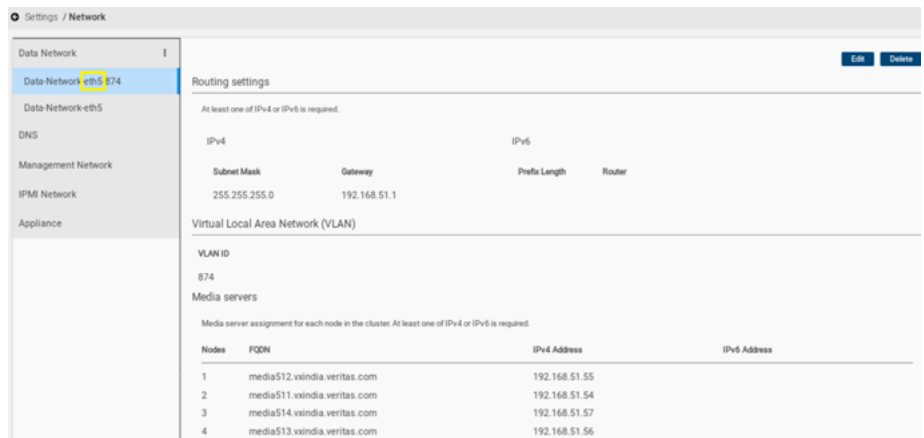 Settings / Network
Data Network
Data-Network-eth5 874
Data-Network-eth5
DNS
Management Network
IPMI Network
Appliance
Edit Delete
Routing settings
At least one of IPv4 or IPv6 is required.
IPv4 IPv6
Subnet Mask Gateway Prefix Length Router
255.255.255.0 192.168.51.1
Virtual Local Area Network (VLAN)
VLAN ID
874
Media servers
Media server assignment for each node in the cluster. At least one of IPv4 or IPv6 is required.
Nodes FQDN IPv4 Address IPv6 Address
1 media512.vxindia.veritas.com 192.168.51.55
2 media511.vxindia.veritas.com 192.168.51.54
3 media514.vxindia.veritas.com 192.168.51.57
4 media513.vxindia.veritas.com 192.168.51.56